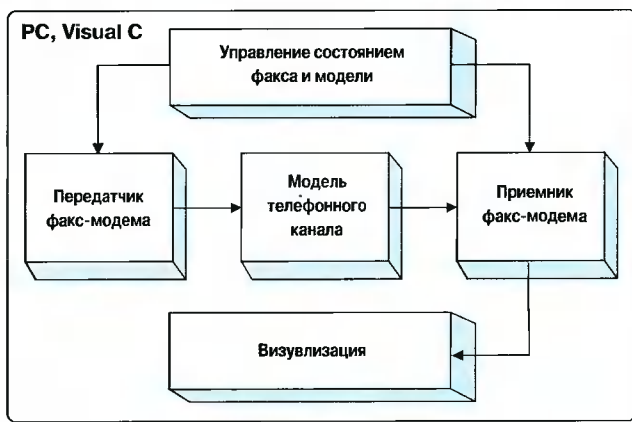 PC, Visual C
Управление состоянием
факса и модели
Передатчик
факс-модема
Модель
телефонного
канала
Приемник
факс-модема
Визувлизация